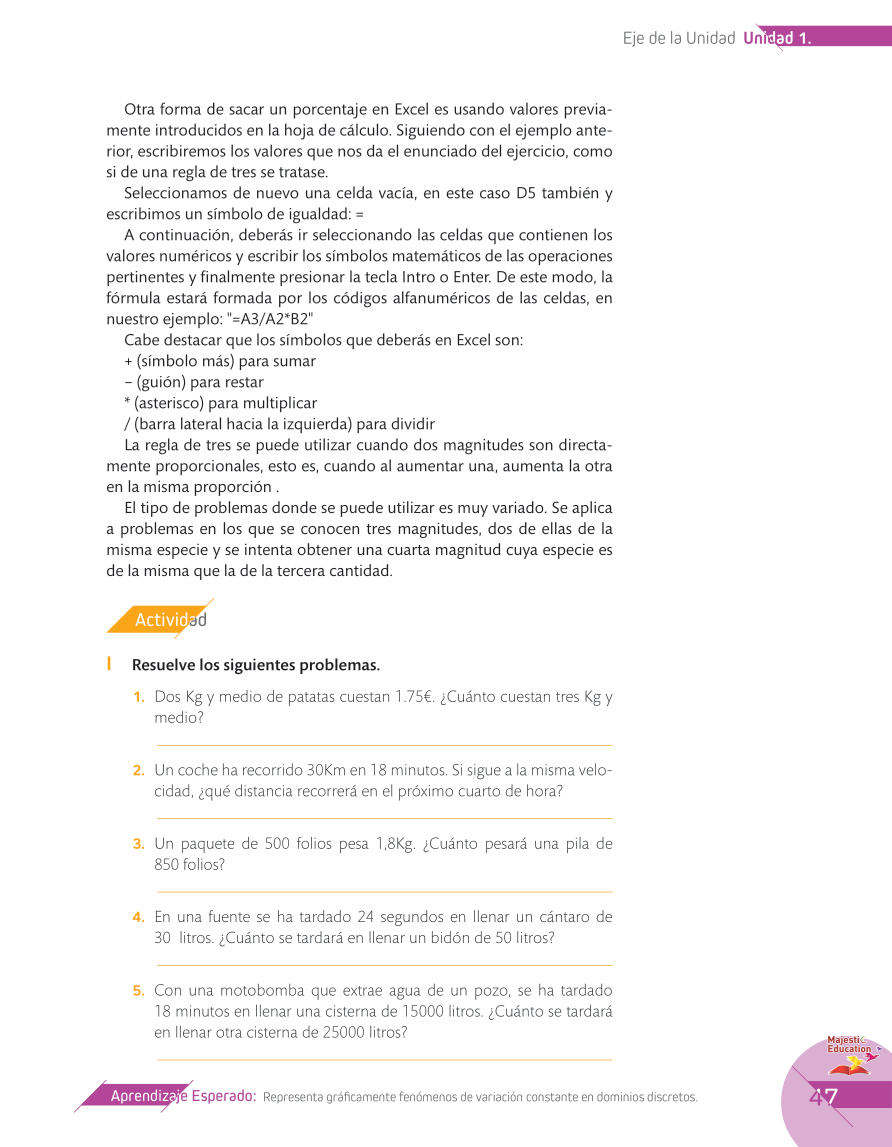 Eje de la Unidad Unidad 1.
Otra forma de sacar un porcentaje en Excel es usando valores previa-
mente introducidos en la hoja de cálculo. Siguiendo con el ejemplo ante-
rior, escribiremos los valores que nos da el enunciado del ejercicio, como
si de una regla de tres se tratase.
Seleccionamos de nuevo una celda vacía, en este caso D5 también y
escribimos un símbolo de igualdad: =
A continuación, deberás ir seleccionando las celdas que contienen los
valores numéricos y escribir los símbolos matemáticos de las operaciones
pertinentes y finalmente presionar la tecla Intro o Enter. De este modo, la
fórmula estará formada por los códigos alfanuméricos de las celdas, en
nuestro ejemplo: "=A3/A2*B2"
Cabe destacar que los símbolos que deberás en Excel son:
+ (símbolo más) para sumar
– (guión) para restar
* (asterisco) para multiplicar
/ (barra lateral hacia la izquierda) para dividir
La regla de tres se puede utilizar cuando dos magnitudes son directa-
mente proporcionales, esto es, cuando al aumentar una, aumenta la otra
en la misma proporción .
El tipo de problemas donde se puede utilizar es muy variado. Se aplica
a problemas en los que se conocen tres magnitudes, dos de ellas de la
misma especie y se intenta obtener una cuarta magnitud cuya especie es
de la misma que la de la tercera cantidad.
Actividad
I Resuelve los siguientes problemas.
1. Dos Kg y medio de patatas cuestan 1.75€. ¿Cuánto cuestan tres Kg y
medio?
2. Un coche ha recorrido 30Km en 18 minutos. Si sigue a la misma velo-
cidad, ¿qué distancia recorrerá en el próximo cuarto de hora?
3. Un paquete de 500 folios pesa 1,8Kg. ¿Cuánto pesará una pila de
850 folios?
4. En una fuente se ha tardado 24 segundos en llenar un cántaro de
30 litros. ¿Cuánto se tardará en llenar un bidón de 50 litros?
5. Con una motobomba que extrae agua de un pozo, se ha tardado
18 minutos en llenar una cisterna de 15000 litros. ¿Cuánto se tardará
en llenar otra cisterna de 25000 litros?
Majestic
Education
Aprendizaje Esperado: Representa gráficamente fenómenos de variación constante en dominios discretos.
47